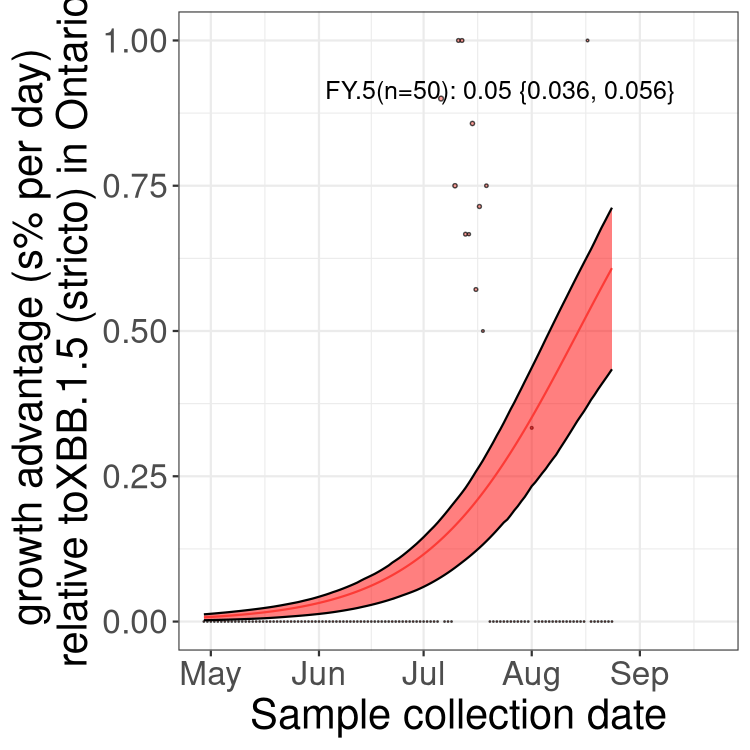 growth advantage (s% per day)
relative toXBB.1.5 (stricto) in Ontario
1.00
0.75
0.50
0.25
0.00
FY.5(n=50): 0.05 {0.036, 0.056}
May
Jun
Jul
Aug
Sep
Sample collection date